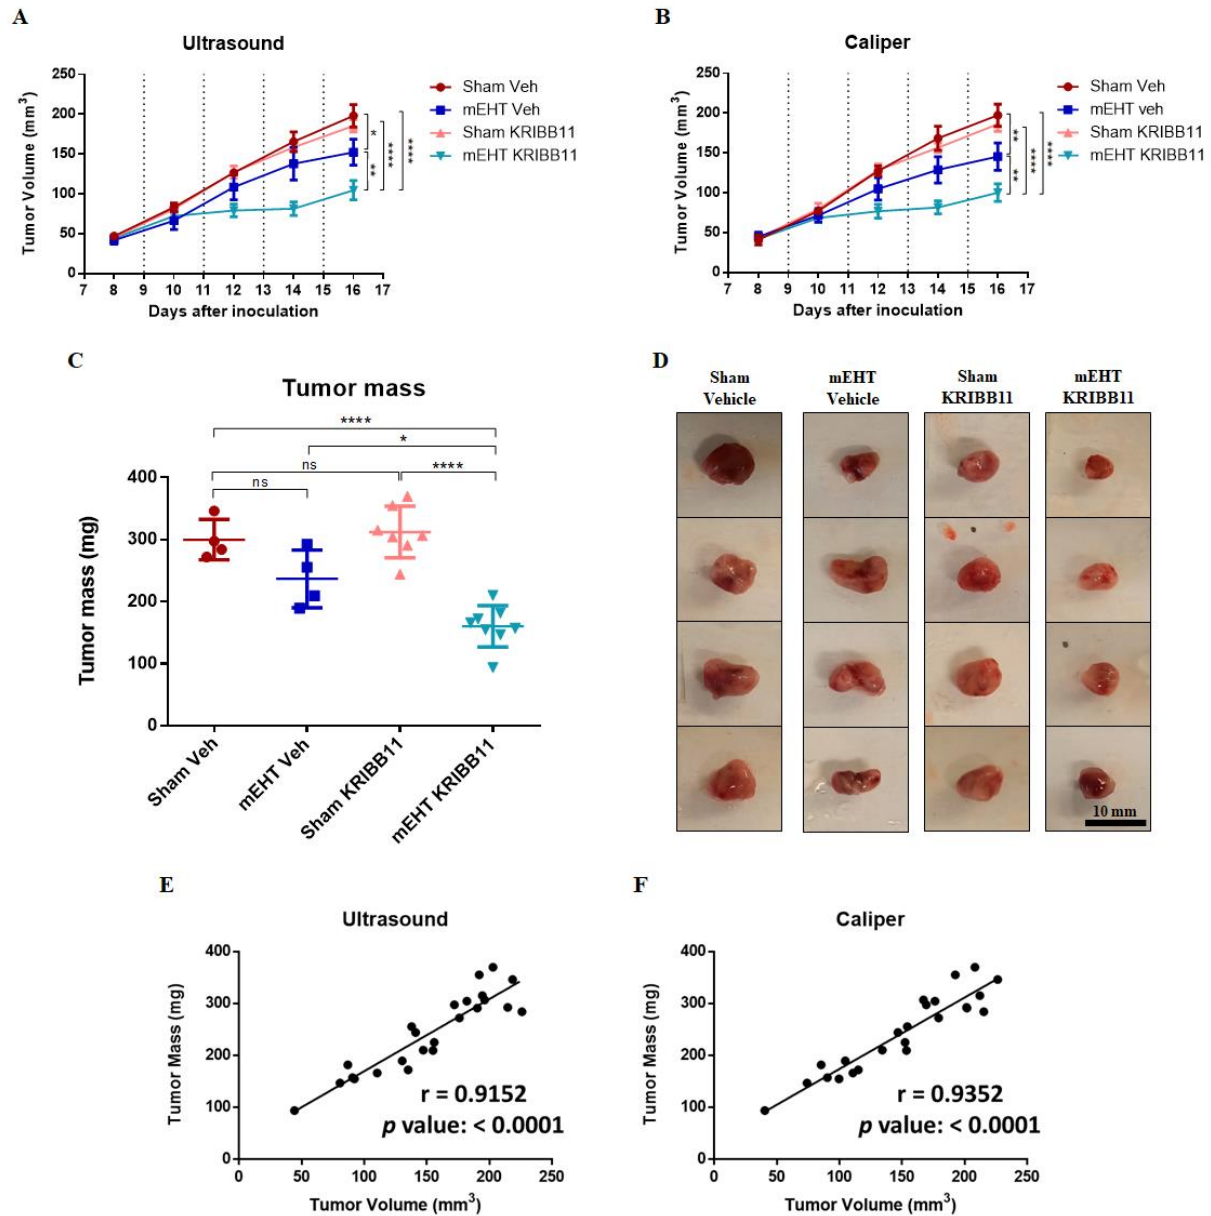 A
Ultrasound
Tumor Volume (mm³)
250
200
150
100
50
0
7 8 9 10 11 12 13 14 15 16 17
Days after inoculation
* ** **** ****
Sham Veh
mEHT Veh
Sham KRIBB11
mEHT KRIBB11
B
Caliper
Tumor Volume (mm³)
250
200
150
100
50
0
7 8 9 10 11 12 13 14 15 16 17
Days after inoculation
** ** **** ****
Sham Veh
mEHT veh
Sham KRIBB11
mEHT KRIBB11
C
Tumor mass
****
*
ns ****
ns
Tumor mass (mg)
400
300
200
100
0
Sham Veh
mEHT Veh
Sham KRIBB11
mEHT KRIBB11
D
Sham mEHT Sham mEHT
Vehicle Vehicle KRIBB11 KRIBB11
10 mm
E
Ultrasound
Tumor Mass (mg)
400
300
200
100
0
r = 0.9152
p value: < 0.0001
0 50 100 150 200 250
Tumor Volume (mm³)
F
Caliper
Tumor Mass (mg)
400
300
200
100
0
r = 0.9352
p value: < 0.0001
0 50 100 150 200 250
Tumor Volume (mm³)